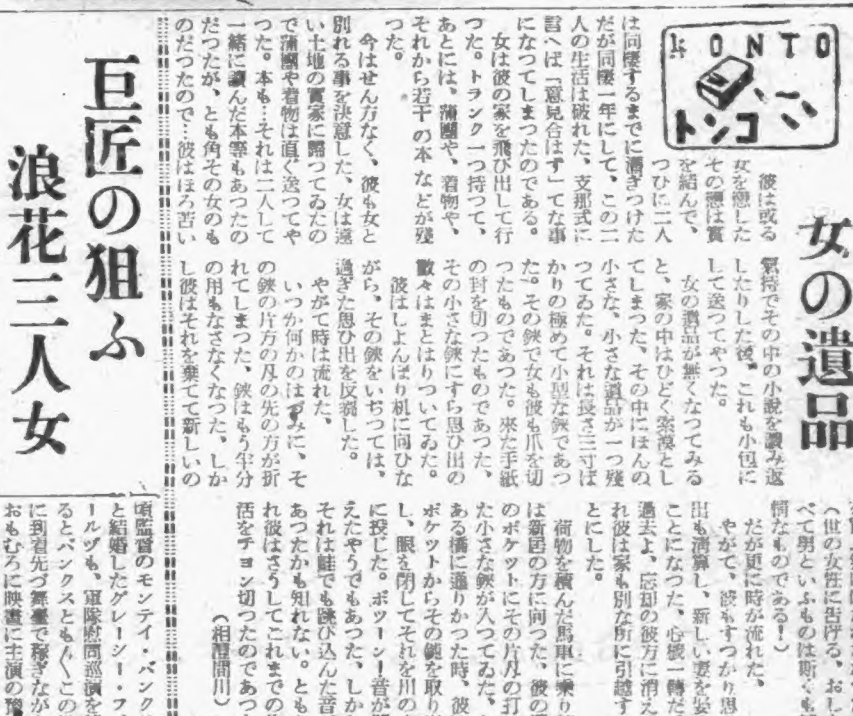 女の遺品
KONTO
トンコ
彼は或る
女を戀した
その戀は實
を結んで、
つひに二人
は同棲するまでに漕ぎつけた
だが同棲一年にして、この二
人の生活は破れた、支那式に
言へば「意見合はず」てな事
になつてしまつたのである。
女は彼の家を飛び出して行
つた。トランク一つ持つて、
あとには、蒲團や、着物や、
それから若干の本などが殘
つた。
今はせん方なく、彼も女と
別れる事を決意した、女は遠
い土地の實家に歸つてゐたの
で蒲團や着物は直ぐ送つてや
つた。本も…それは二人して
一緒に讀んだ本等もあつたの
だつたが、とも角その女のも
のだつたので…彼はほろ苦い
氣持でその中の小説を讀み返
したりした後、これも小包に
して送つてやつた。
女の遺品が無くなつてみる
と、家の中はひどく索漠とし
てしまつた、その中にほんの
小さな、小さな遺品が一つ殘
つてゐた。それは長さ三寸ば
かりの極めて小型な鋏であつ
た。その鋏で女も彼も爪を切
つたものであつた。來た手紙
の封を切つたものであつた、
その小さな鋏にすら思ひ出の
數々はまとはりついてゐた。
彼はしよんぼり机に向ひな
がら、その鋏をいぢつては、
過ぎた思ひ出を反芻した。
やがて時は流れた、
いつか何かのはずみに、そ
の鋏の片方の刄の先の方が折
れてしまつた、鋏はもう半分
の用もなさなくなつた、しか
し彼はそれを棄てて新しいの
(世の女性に告げる、おし
べて男といふものは斯くも
情なものである!)
だが更に時が流れた、
やがて、彼もすつかり思
出も淸算し、新しい妻を娶
ことになつた、心機一轉だ
過去よ、忘却の彼方に消え
れ彼は家も別な所に引越す
とにした。
荷物を積んだ馬車に乘り
は新居の方に向つた、彼の
のポケツトにその片刄の打
た小さな鋏が入つてゐた、
ある橋に通りかつた時、彼
ポケツトからその鋏を取り
し、眼を閉してそれを川の
に投じた。ポツーン!音が
えたやうでもあつた、しか
それは蛙でも跳び込んだ音
あつたかも知れない。とも
れ彼はさうしてこれまでの
活をチョン切つたのであつ
(相澤間川)
巨匠の狙ふ
浪花三人女
頃監督のモンテイ・バンク
と結婚したグレーシー・フ
ールヅも、軍隊慰問巡演を
るとバンクスとも〳〵この
に到着先づ舞臺で稼ぎなが
おもむろに映畫に主演の豫